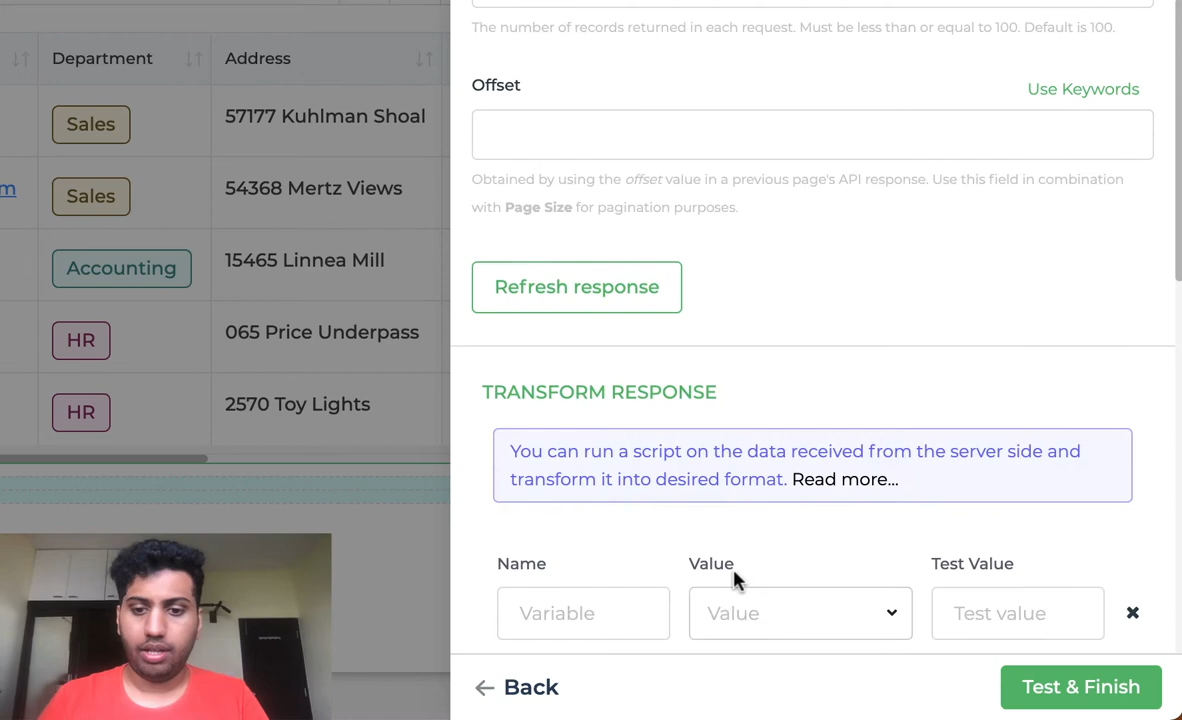 Department
Address
Sales
57177 Kuhlman Shoal
m
Sales
54368 Mertz Views
Accounting
15465 Linnea Mill
HR
065 Price Underpass
HR
2570 Toy Lights
The number of records returned in each request. Must be less than or equal to 100. Default is 100.
Offset
Use Keywords
Obtained by using the offset value in a previous page's API response. Use this field in combination
with Page Size for pagination purposes.
Refresh response
TRANSFORM RESPONSE
You can run a script on the data received from the server side and
transform it into desired format. Read more...
Name
Value
Test Value
Variable
Value
Test value
Back
Test & Finish